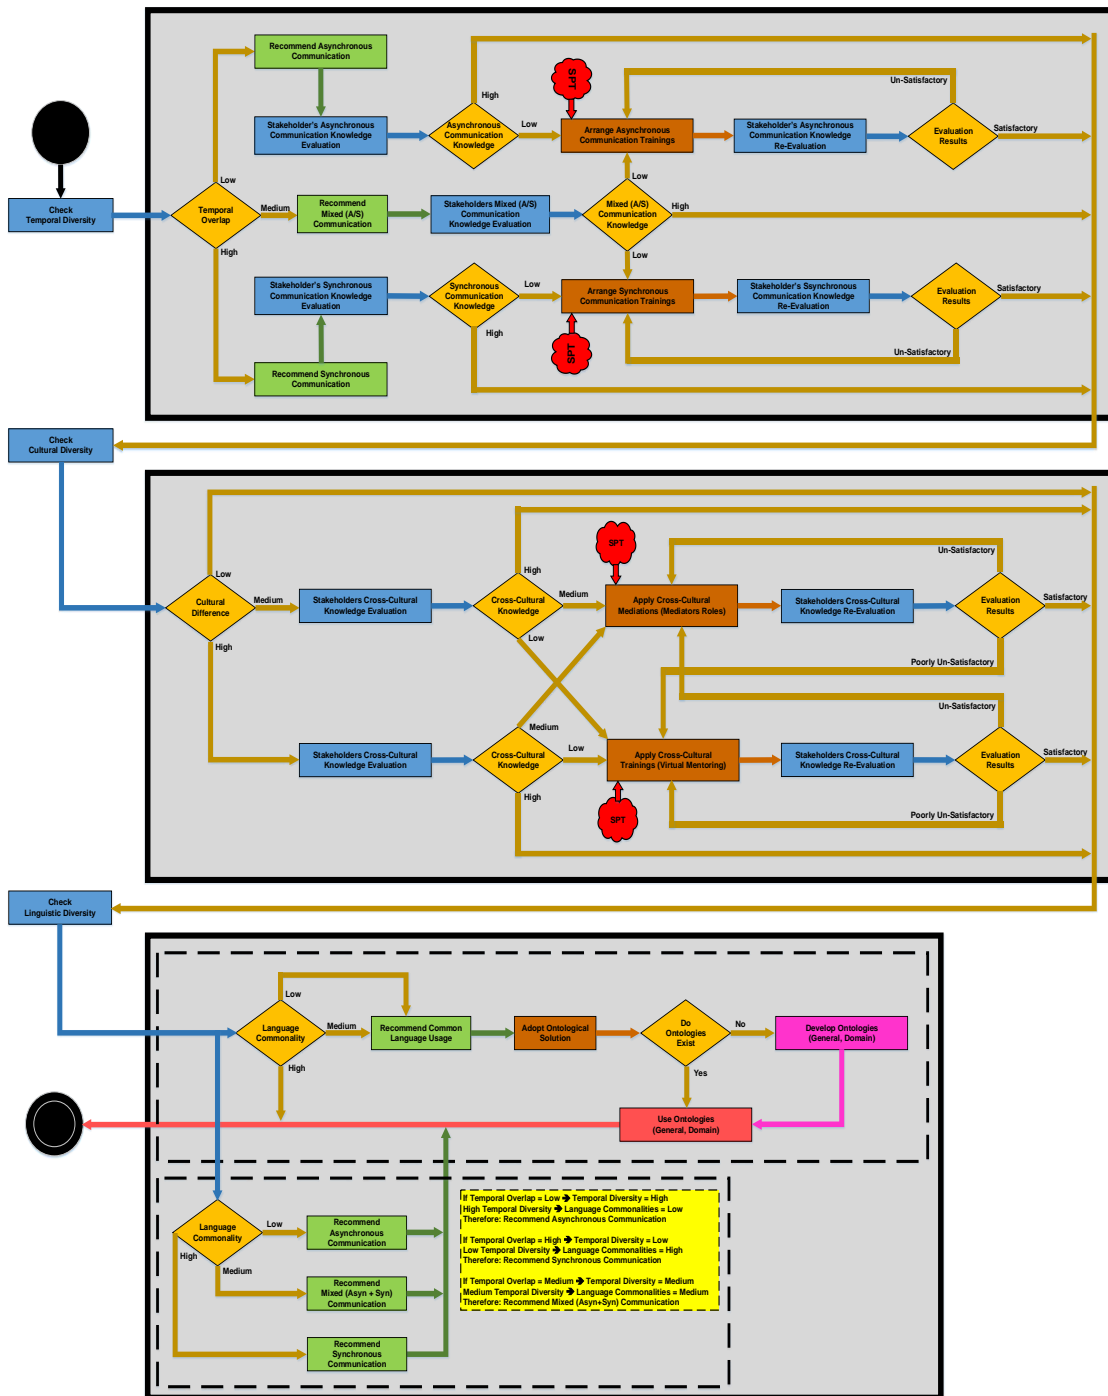 Recommend Asynchronous
Communication
Un-Satisfactory
SPT
High
Stakeholder's Asynchronous
Communication Knowledge
Evaluation
Asynchronous
Communication
Knowledge
Low
Arrange Asynchronous
Communication Trainings
Stakeholder's Asynchronous
Communication Knowledge
Re-Evaluation
Evaluation
Results
Satisfactory
Low
Low
Check
Temporal Diversity
Temporal
Overlap
Medium
Recommend
Mixed (A/S)
Communication
Stakeholders Mixed (A/S)
Communication
Knowledge Evaluation
Mixed (A/S)
Communication
Knowledge
High
High
Low
Stakeholder's Synchronous
Communication Knowledge
Evaluation
Synchronous
Communication
Knowledge
Low
Arrange Synchronous
Communication Trainings
Stakeholder's Assynchronous
Communication Knowledge
Re-Evaluation
Evaluation
Results
Satisfactory
High
SPT
Un-Satisfactory
Recommend Synchronous
Communication
Check
Cultural Diversity
SPT
Un-Satisfactory
Low
High
Cultural
Difference
Medium
Stakeholders Cross-Cultural
Knowledge Evaluation
Cross-Cultural
Knowledge
Medium
Apply Cross-Cultural
Mediations (Mediators Roles)
Stakeholders Cross-Cultural
Knowledge Re-Evaluation
Evaluation
Results
Satisfactory
High
Low
Poorly Un-Satisfactory
Un-Satisfactory
Medium
Stakeholders Cross-Cultural
Knowledge Evaluation
Cross-Cultural
Knowledge
Low
Apply Cross-Cultural
Trainings (Virtual Mentoring)
Stakeholders Cross-Cultural
Knowledge Re-Evaluation
Evaluation
Results
Satisfactory
High
SPT
Poorly Un-Satisfactory
Check
Linguistic Diversity
Low
Language
Commonality
Medium
Recommend Common
Language Usage
Adopt Ontological
Solution
Do
Ontologies
Exist
No
Develop Ontologies
(General, Domain)
High
Yes
Use Ontologies
(General, Domain)
Language
Commonality
Low
High
Medium
Recommend
Asynchronous
Communication
Recommend
Mixed (Asyn + Syn)
Communication
Recommend
Synchronous
Communication
If Temporal Overlap = Low ➔ Temporal Diversity = High
High Temporal Diversity ➔ Language Commonalities = Low
Therefore: Recommend Asynchronous Communication
If Temporal Overlap = High ➔ Temporal Diversity = Low
Low Temporal Diversity ➔ Language Commonalities = High
Therefore: Recommend Synchronous Communication
If Temporal Overlap = Medium ➔ Temporal Diversity = Medium
Medium Temporal Diversity ➔ Language Commonalities = Medium
Therefore: Recommend Mixed (Asyn+Syn) Communication